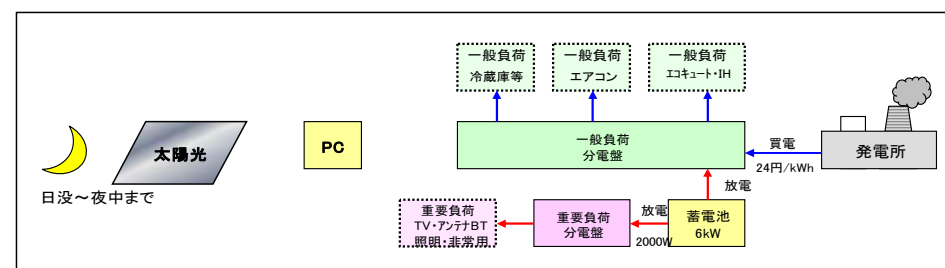 一般負荷
冷蔵庫等
一般負荷
エアコン
一般負荷
エコキュート・IH
太陽光
PC
一般負荷
分電盤
買電
24円/kWh
発電所
日没～夜中まで
放電
重要負荷
TV・アンテナBT
照明・非常用
重要負荷
分電盤
放電
2000W
蓄電池
6kW